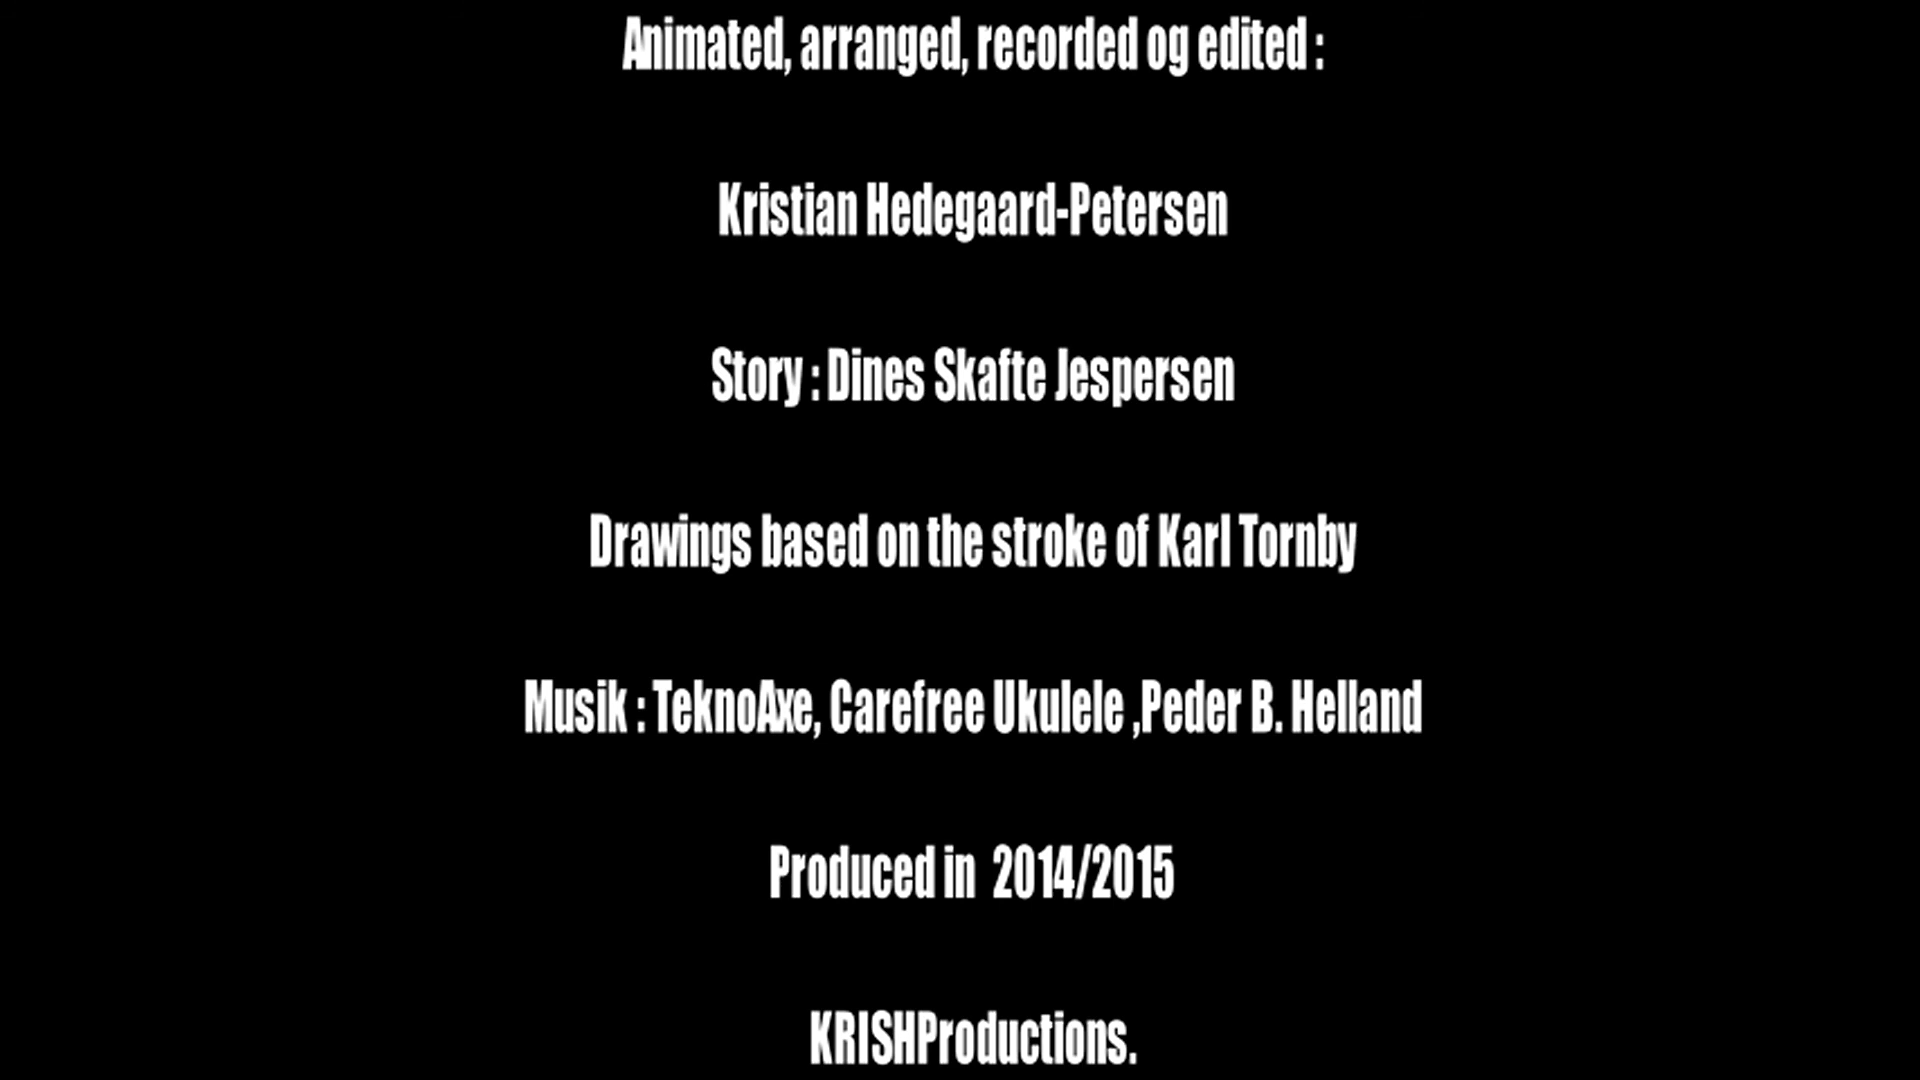 Animated, arranged, recorded og edited :
Kristian Hedegaard-Petersen
Story : Dines Skafte Jespersen
Drawings based on the stroke of Karl Tornby
Musik : TeknoAxe, Carefree Ukulele ,Peder B. Helland
Produced in  2014/2015
KRISHProductions.